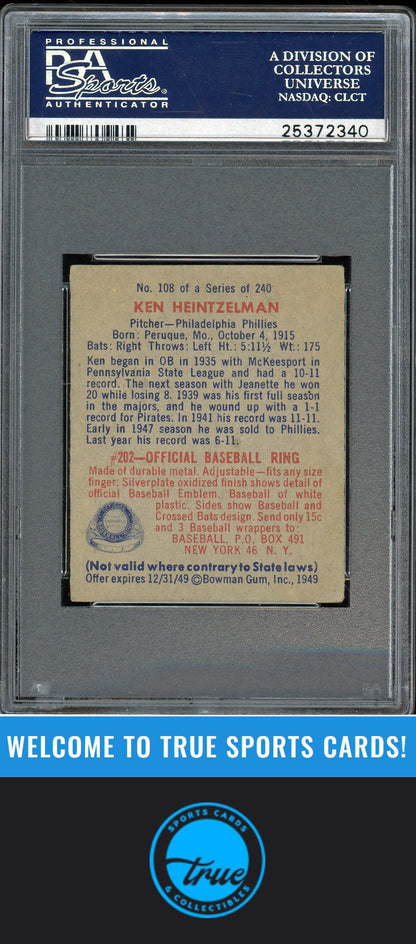 PROFESSIONAL
PSA
Sports
AUTHENTICATOR
A DIVISION OF
COLLECTORS
UNIVERSE
NASDAQ: CLCT
25372340
No. 108 of a Series of 240
KEN HEINTZELMAN
Pitcher—Philadelphia Phillies
Born: Peruque, Mo., October 4, 1915
Bats: Right Throws: Left Ht.: 5:11½ Wt.: 175
Ken began in OB in 1935 with McKeesport in
Pennsylvania State League and had a 10-11
record. The next season with Jeanette he won
20 while losing 8. 1939 was his first full season
in the majors, and he wound up with a 1-1
record for Pirates. In 1941 his record was 11-11.
Early in 1947 season he was sold to Phillies.
Last year his record was 6-11.
#202—OFFICIAL BASEBALL RING
Made of durable metal. Adjustable—fits any size
finger. Silverplate oxidized finish shows detail of
official Baseball Emblem. Baseball of white
plastic. Sides show Baseball and
Crossed Bats design. Send only 15c
and 3 Baseball wrappers to:
BASEBALL, P.O. BOX 491
NEW YORK 46 N. Y.
(Not valid where contrary to State laws)
Offer expires 12/31/49 ©Bowman Gum, Inc., 1949
WELCOME TO TRUE SPORTS CARDS!
SPORTS CARDS
true
& COLLECTIBLES